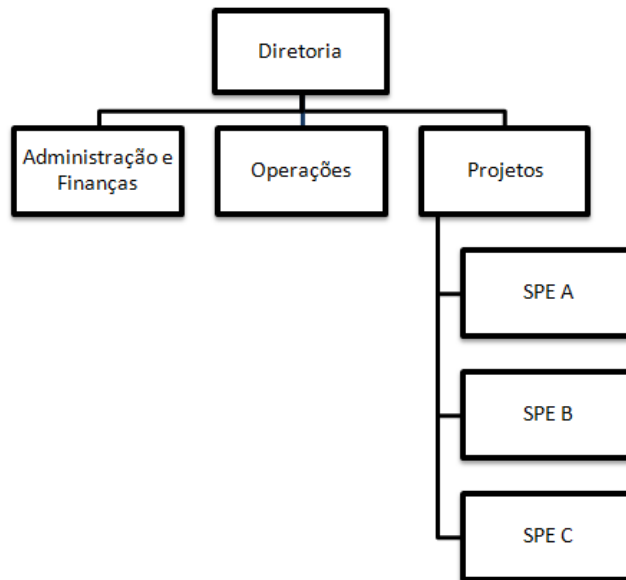 Diretoria
Administração e
Finanças
Operações
Projetos
SPE A
SPE B
SPE C